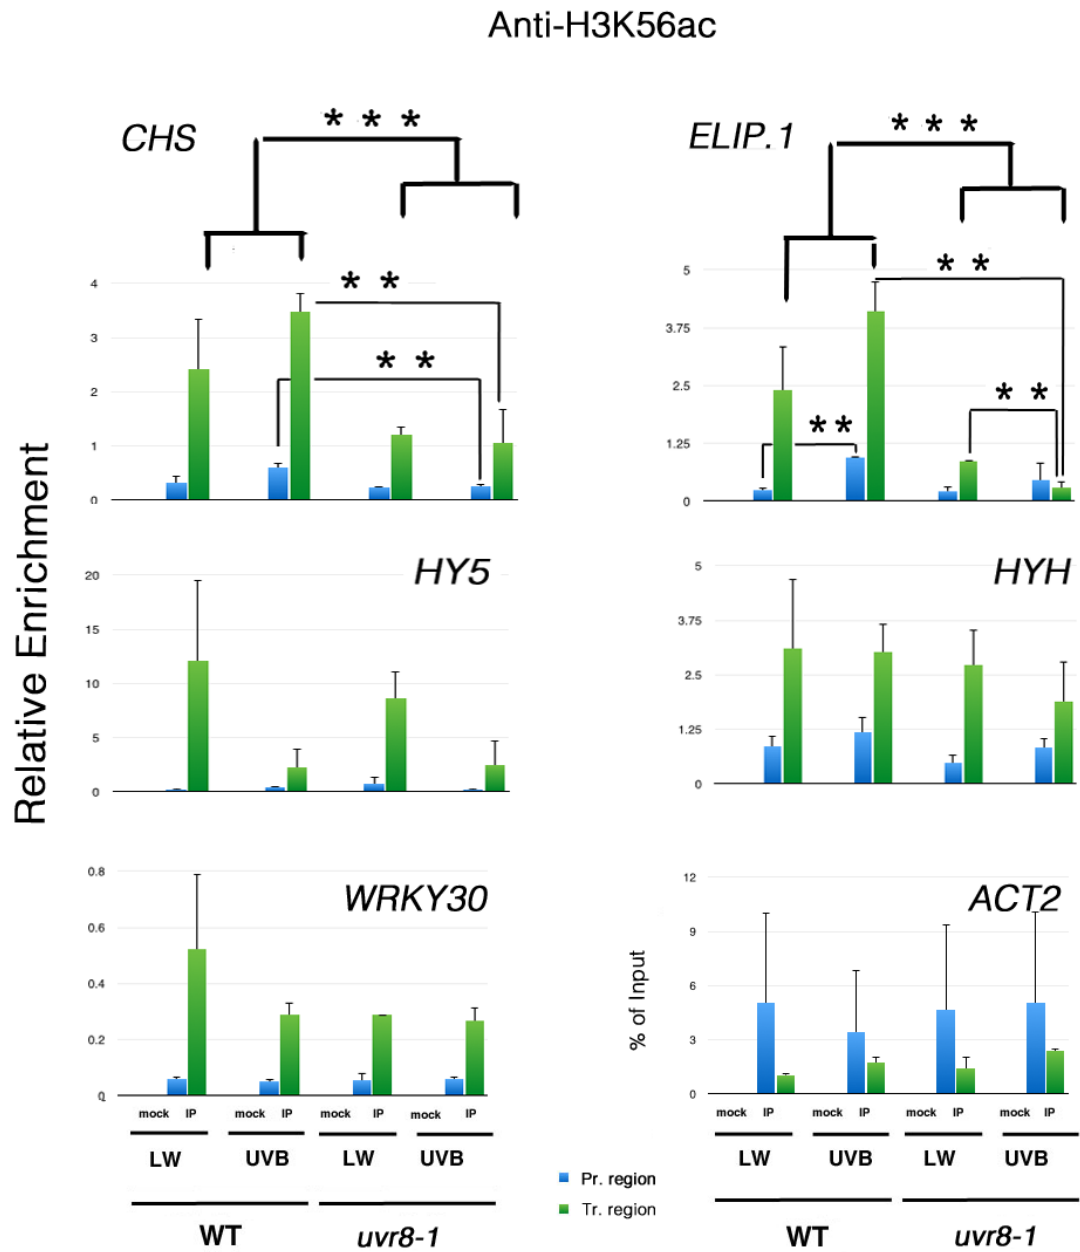 Anti-H3K56ac
CHS
* * *
ELIP.1
* * *
4
3
2
1
0
* *
* *
5
3.75
2.5
1.25
0
* *
* *
**
Relative Enrichment
HY5
20
15
10
5
0
HYH
5
3.75
2.5
1.25
0
WRKY30
0.8
0.6
0.4
0.2
0
ACT2
% of Input
12
9
6
3
0
mock IP mock IP mock IP mock IP
LW UVB LW UVB
WT uvr8-1
Pr. region
Tr. region
mock IP mock IP mock IP mock IP
LW UVB LW UVB
WT uvr8-1